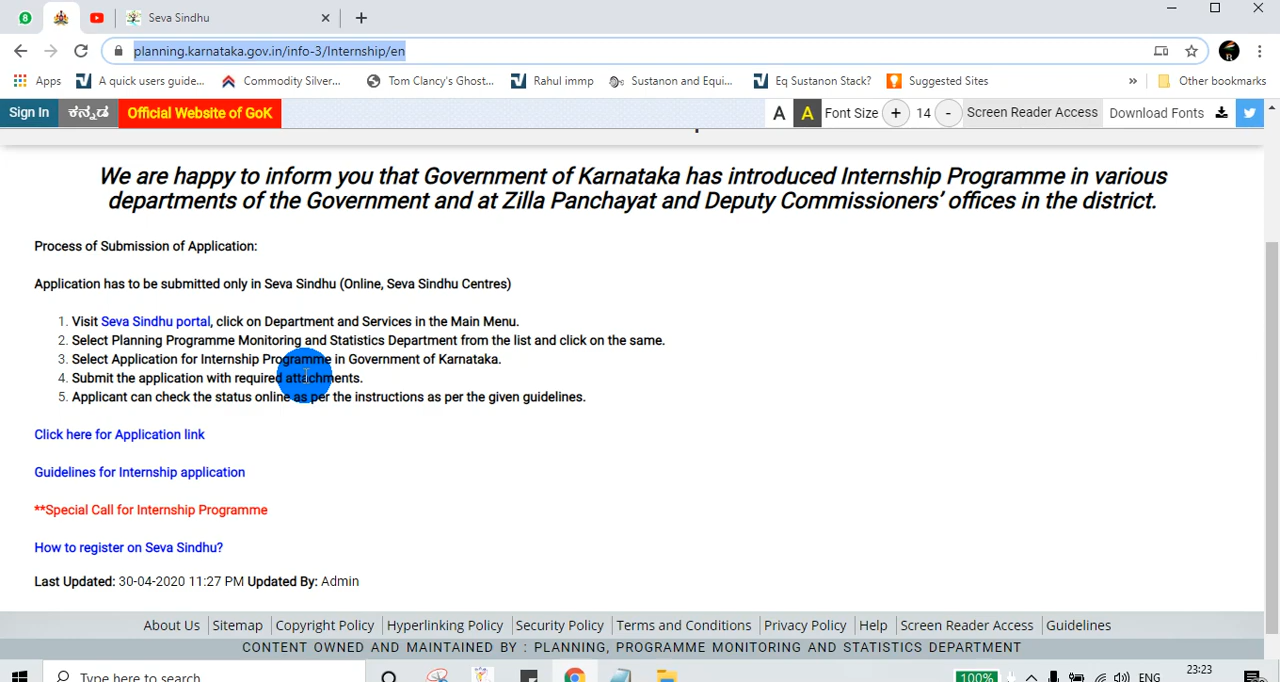 8
Seva Sindhu
planning.karnataka.gov.in/info-3/Internship/en
R
Apps A quick users guide... Commodity Silver... Tom Clancy's Ghost... Rahul immp Sustanon and Equi... Eq Sustanon Stack? Suggested Sites » Other bookmarks
Sign In ಕನ್ನಡ Official Website of GoK A A Font Size + 14 - Screen Reader Access Download Fonts
We are happy to inform you that Government of Karnataka has introduced Internship Programme in various
departments of the Government and at Zilla Panchayat and Deputy Commissioners' offices in the district.
Process of Submission of Application:
Application has to be submitted only in Seva Sindhu (Online, Seva Sindhu Centres)
1. Visit Seva Sindhu portal, click on Department and Services in the Main Menu.
2. Select Planning Programme Monitoring and Statistics Department from the list and click on the same.
3. Select Application for Internship Programme in Government of Karnataka.
4. Submit the application with required attachments.
5. Applicant can check the status online as per the instructions as per the given guidelines.
Click here for Application link
Guidelines for Internship application
**Special Call for Internship Programme
How to register on Seva Sindhu?
Last Updated: 30-04-2020 11:27 PM Updated By: Admin
About Us | Sitemap | Copyright Policy | Hyperlinking Policy | Security Policy | Terms and Conditions | Privacy Policy | Help | Screen Reader Access | Guidelines
CONTENT OWNED AND MAINTAINED BY : PLANNING, PROGRAMME MONITORING AND STATISTICS DEPARTMENT
Type here to search 100% ENG 23:23